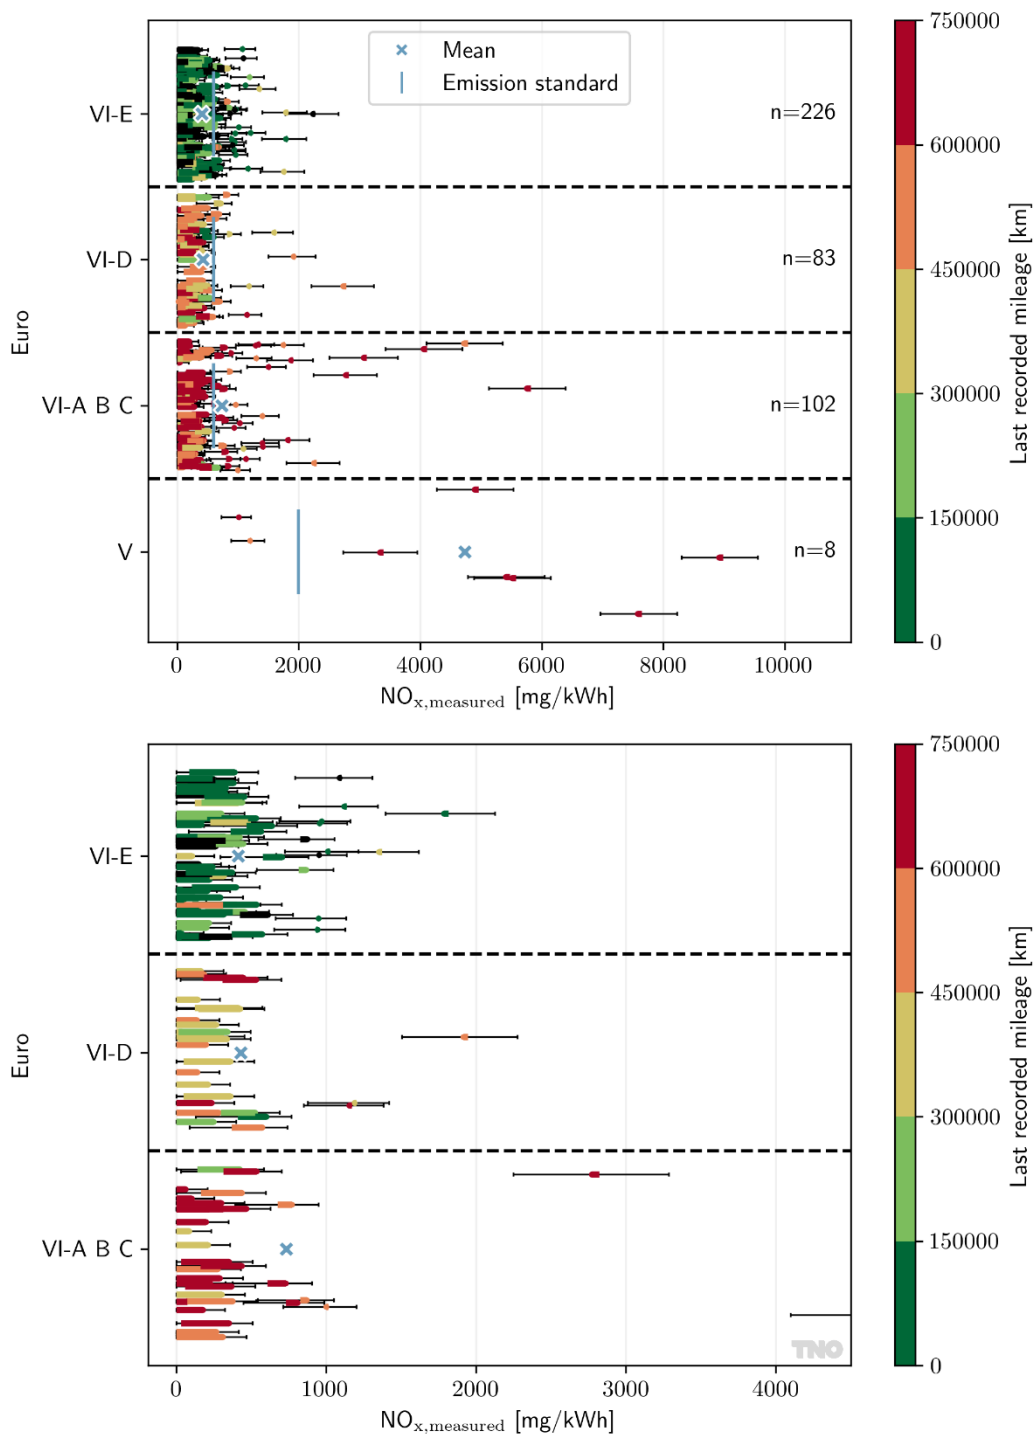 Mean
Emission standard
VI-E
n=226
VI-D
n=83
VI-A B C
n=102
V
n=8
Euro
0
2000
4000
6000
8000
10000
NOx,measured [mg/kWh]
750000
600000
450000
300000
150000
0
Last recorded mileage [km]
VI-E
VI-D
VI-A B C
Euro
TNO
0
1000
2000
3000
4000
NOx,measured [mg/kWh]
750000
600000
450000
300000
150000
0
Last recorded mileage [km]